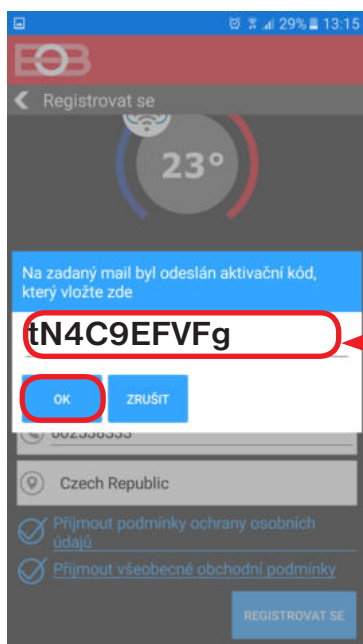 29% 13:15
EOB
Registrovat se
23°
Na zadaný mail byl odeslán aktivační kód,
který vložte zde
tN4C9EFVFg
OK ZRUŠIT
Czech Republic
Přijmout podmínky ochrany osobních
údajů
Přijmout všeobecné obchodní podmínky
REGISTROVAT SE